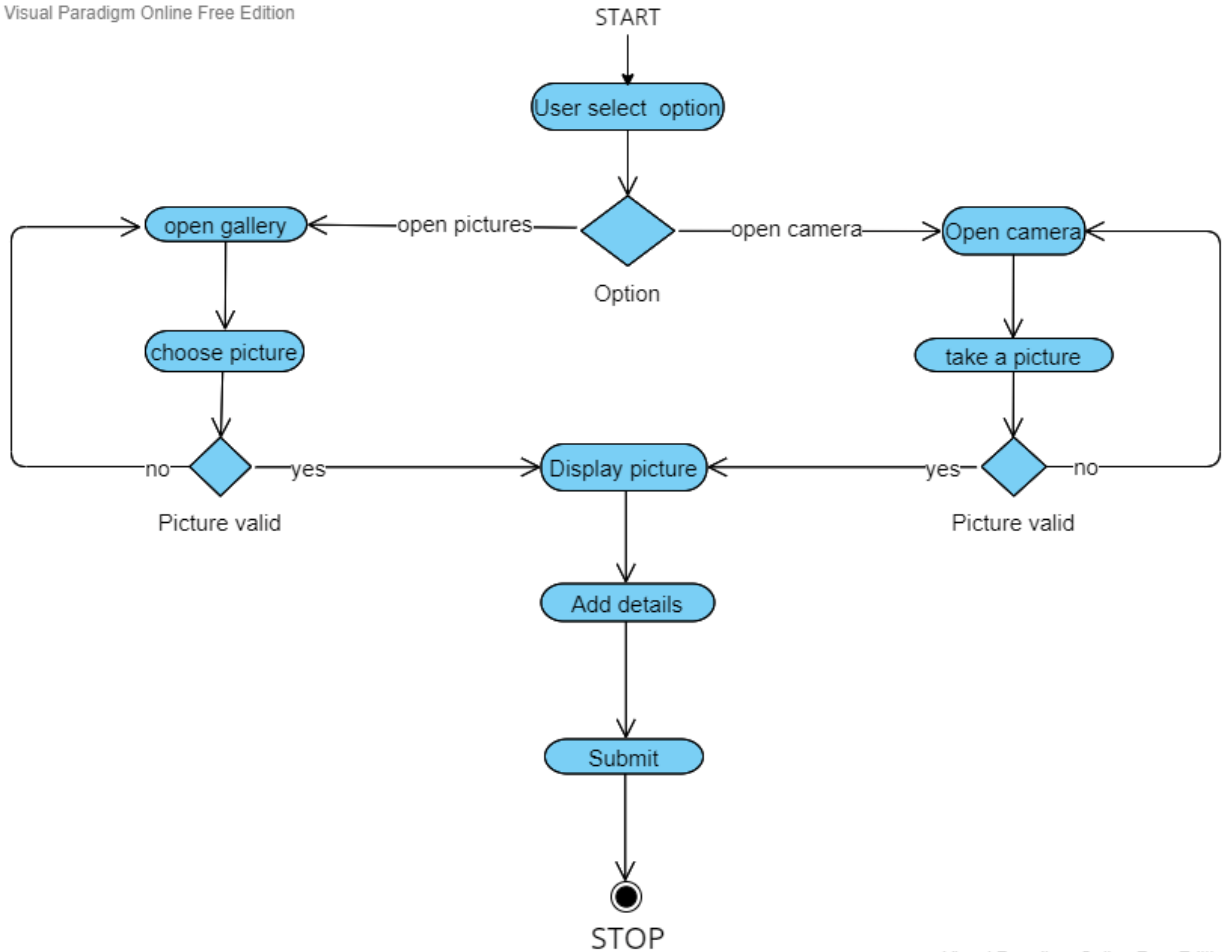 Visual Paradigm Online Free Edition
START
User select option
open gallery
open pictures
open camera
Open camera
Option
choose picture
take a picture
no
yes
Display picture
yes
no
Picture valid
Picture valid
Add details
Submit
STOP